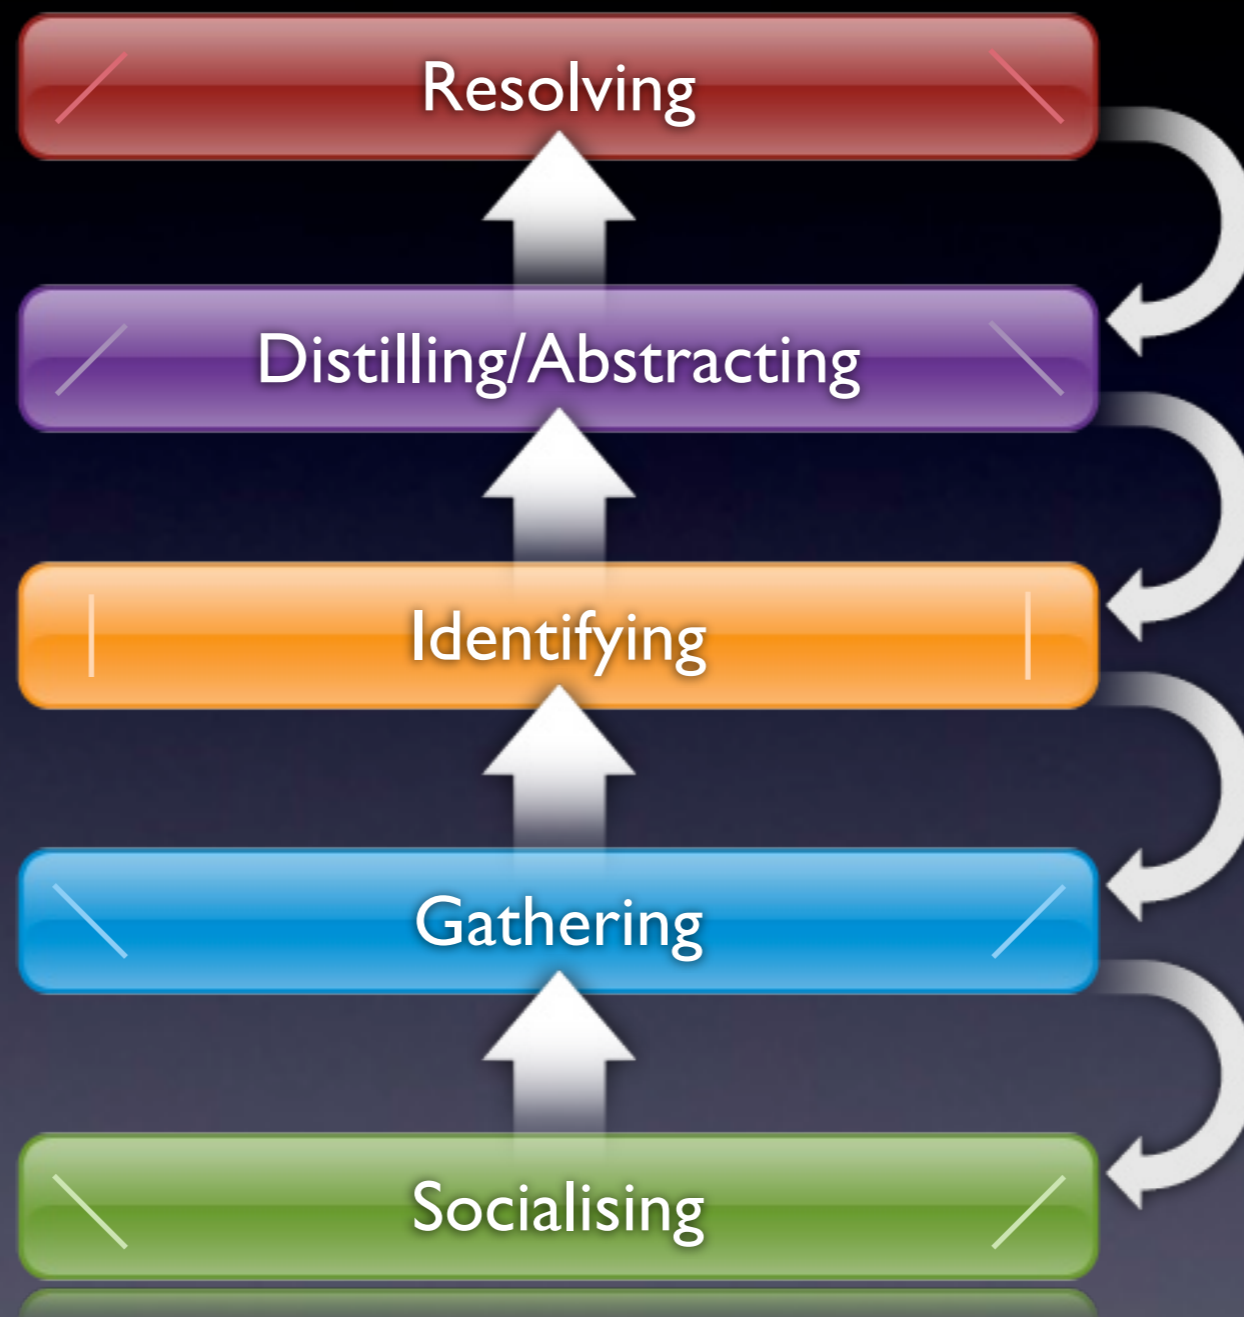 Resolving
Distilling/Abstracting
Identifying
Gathering
Socialising